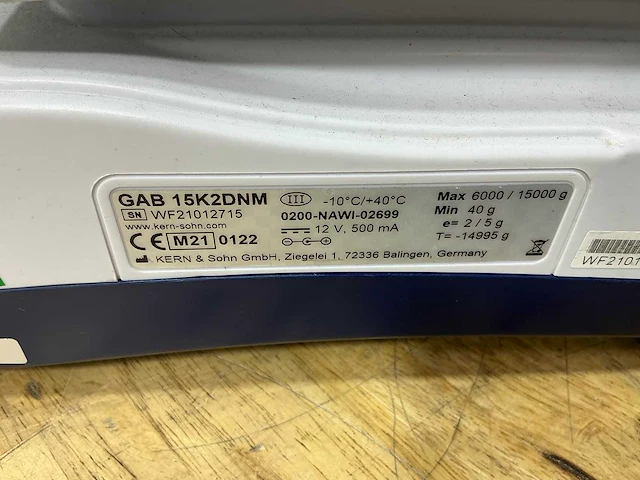 GAB 15K2DNM
SN WF21012715
www.kern-sohn.com
CE M21 0122
III -10°C/+40°C
0200-NAWI-02699
12 V, 500 mA
Max 6000 / 15000 g
Min 40 g
e= 2 / 5 g
T= -14995 g
KERN & Sohn GmbH, Ziegelei 1, 72336 Balingen, Germany
WF2101